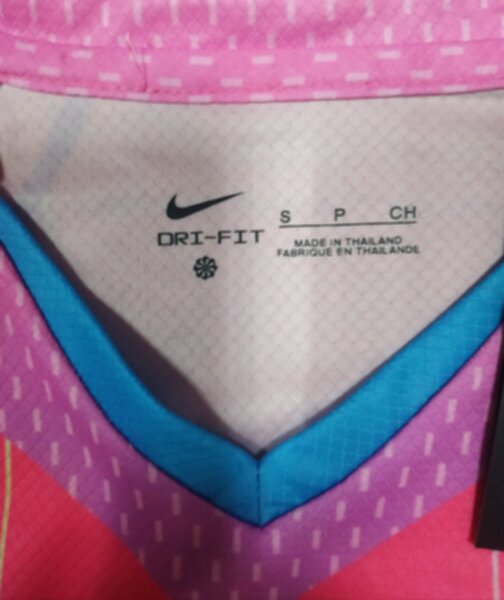 DRI-FIT
S P CH
MADE IN THAILAND
FABRIQUE EN THAILANDE